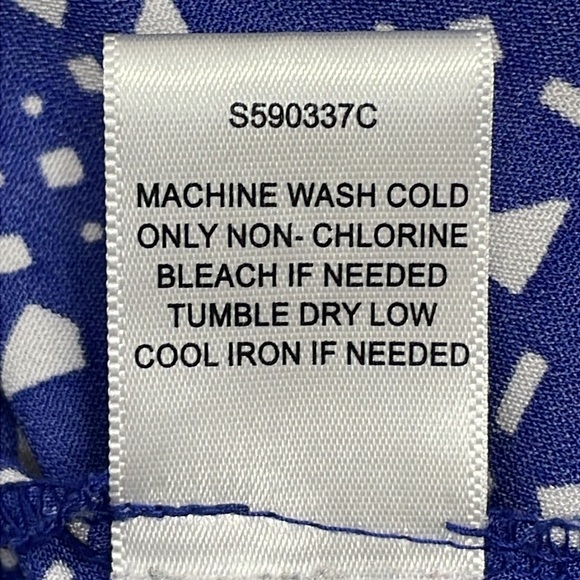 S590337C
MACHINE WASH COLD
ONLY NON- CHLORINE
BLEACH IF NEEDED
TUMBLE DRY LOW
COOL IRON IF NEEDED